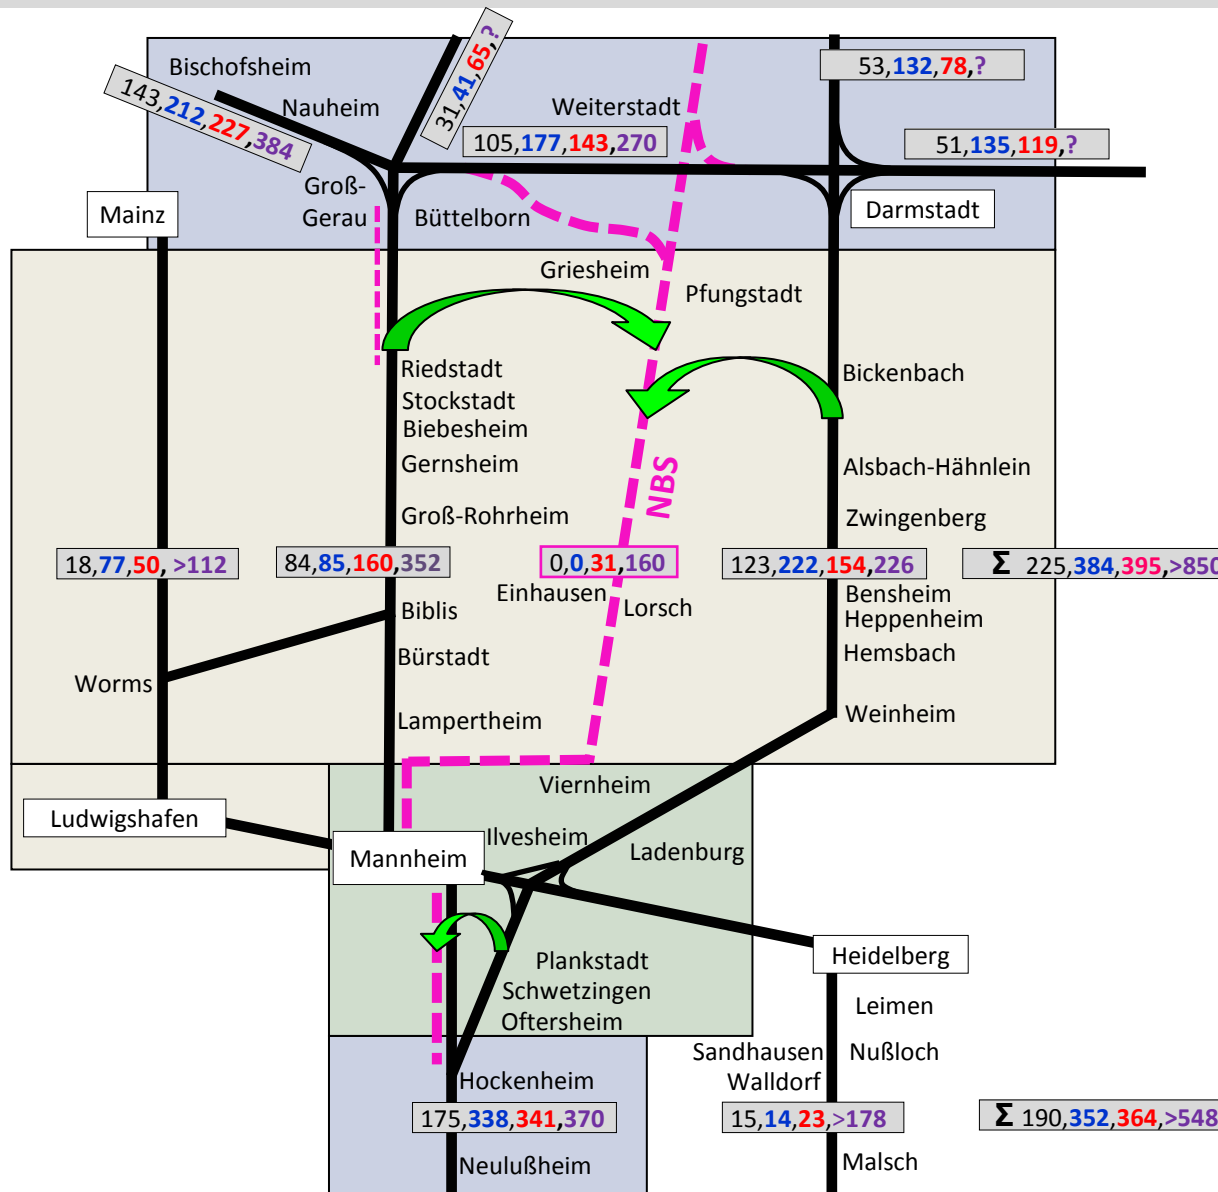 Bischofsheim
143,212,227,384
Nauheim
31,41,65,?
Weiterstadt
105,177,143,270
53,132,78,?
51,135,119,?
Mainz
Groß-
Gerau
Büttelborn
Darmstadt
Griesheim
Pfungstadt
Riedstadt
Stockstadt
Biebesheim
Gernsheim
Groß-Rohrheim
Bickenbach
Alsbach-Hähnlein
Zwingenberg
NBS
18,77,50, >112
84,85,160,352
0,0,31,160
123,222,154,226
Σ 225,384,395,>850
Einhausen
Lorsch
Bensheim
Heppenheim
Hemsbach
Biblis
Bürstadt
Worms
Lampertheim
Weinheim
Viernheim
Ludwigshafen
Mannheim
Ilvesheim
Ladenburg
Plankstadt
Schwetzingen
Oftersheim
Heidelberg
Leimen
Sandhausen
Nußloch
Walldorf
Hockenheim
175,338,341,370
15,14,23,>178
Σ 190,352,364,>548
Neulußheim
Malsch